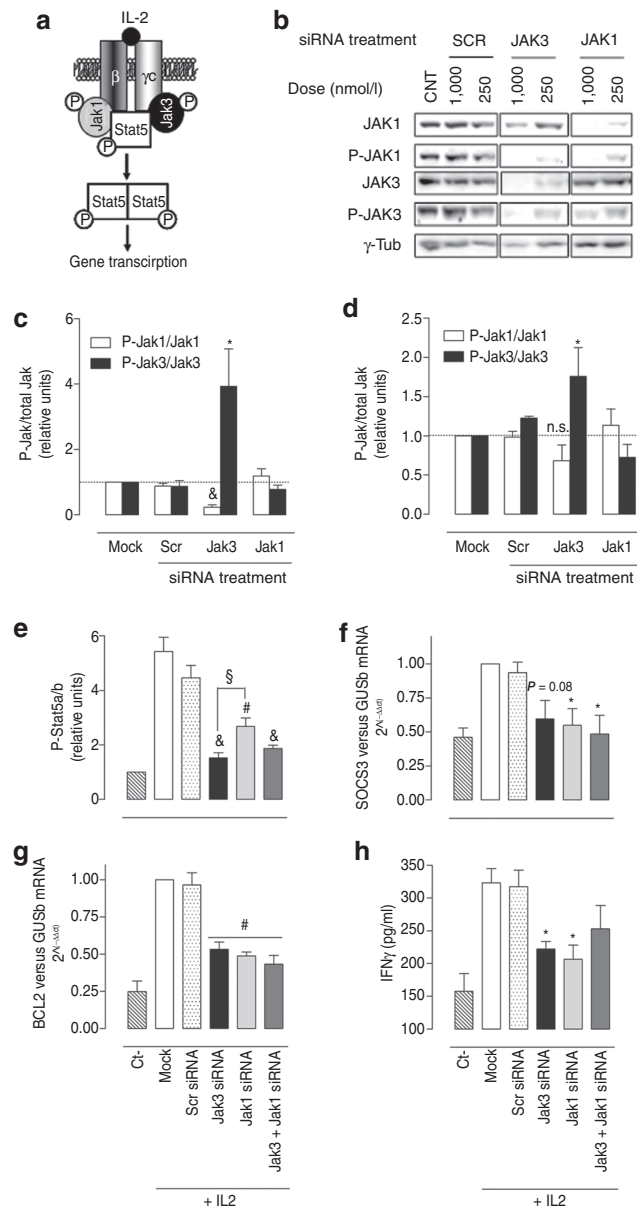 a
IL-2
β
γc
P
Jak1
Jak3
P
Stat5
P
Stat5
Stat5
P
P
Gene transcirption
b
siRNA treatment
SCR
JAK3
JAK1
Dose (nmol/l)
CNT
1,000
250
1,000
250
1,000
250
JAK1
P-JAK1
JAK3
P-JAK3
γ-Tub
c
P-Jak/total Jak
(relative units)
6
4
2
1
0
P-Jak1/Jak1
P-Jak3/Jak3
&
*
Mock
Scr
Jak3
Jak1
siRNA treatment
d
P-Jak/total Jak
(relative units)
2.5
2.0
1.5
1.0
0.5
0.0
P-Jak1/Jak1
P-Jak3/Jak3
n.s.
*
Mock
Scr
Jak3
Jak1
siRNA treatment
e
P-Stat5a/b
(relative units)
6
4
2
0
§
&
#
&
f
SOCS3 versus GUSb mRNA
2^(−ΔΔct)
1.00
0.75
0.50
0.25
0.00
P = 0.08
*
*
g
BCL2 versus GUSb mRNA
2^(−ΔΔct)
1.00
0.75
0.50
0.25
0.00
#
Ct-
Mock
Scr siRNA
Jak3 siRNA
Jak1 siRNA
Jak3 + Jak1 siRNA
+ IL2
h
IFNγ (pg/ml)
350
300
250
200
150
100
*
*
Ct-
Mock
Scr siRNA
Jak3 siRNA
Jak1 siRNA
Jak3 + Jak1 siRNA
+ IL2